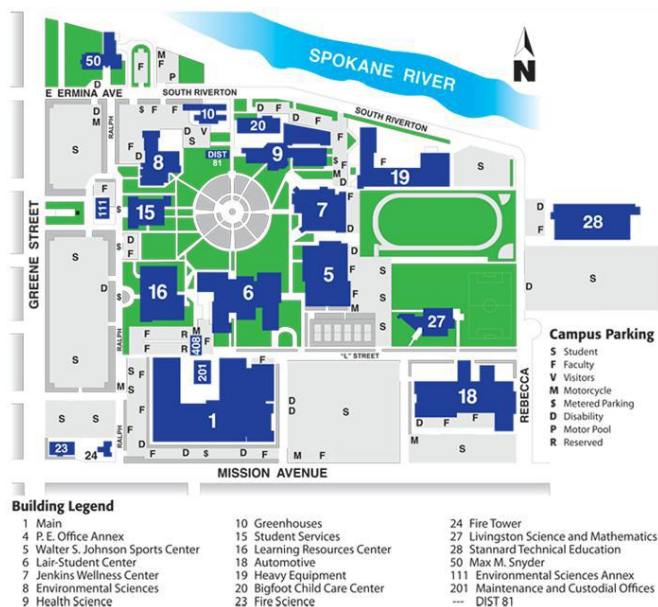 SPOKANE RIVER
N
50
F
M
F
P
D
E ERMINA AVE
SOUTH RIVERTON
SOUTH RIVERTON
D
M
RALPH
$ F F
10
D V
S
20
D F F F
F
S
F
D
8
DIST
81
9
F
$
M
D
F
19
S
F
111
$
15
7
F
F
D
F
28
GREENE STREET
S
D
$
D
F
16
$
6
5
F
F
M
S
S
S
27
D
S
F R
F R
M
408
F
RALPH
"L" STREET
Campus Parking
S Student
F Faculty
V Visitors
M Motorcycle
$ Metered Parking
D Disability
P Motor Pool
R Reserved
M
S
S
201
F F
1
D
D
S
18
D F F
REBECCA
S S
23
24
RALPH
F
D
F D $ D F
M F
M
S
MISSION AVENUE
Building Legend
1 Main
4 P. E. Office Annex
5 Walter S. Johnson Sports Center
6 Lair-Student Center
7 Jenkins Wellness Center
8 Environmental Sciences
9 Health Science
10 Greenhouses
15 Student Services
16 Learning Resources Center
18 Automotive
19 Heavy Equipment
20 Bigfoot Child Care Center
23 Fire Science
24 Fire Tower
27 Livingston Science and Mathematics
28 Stannard Technical Education
50 Max M. Snyder
111 Environmental Sciences Annex
201 Maintenance and Custodial Offices
--- DIST 81